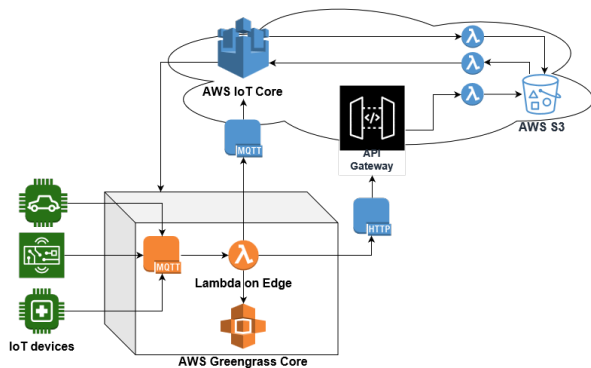 AWS IoT Core
AWS S3
API
Gateway
MQTT
HTTP
MQTT
Lambda on Edge
IoT devices
AWS Greengrass Core
λ
λ
λ
λ